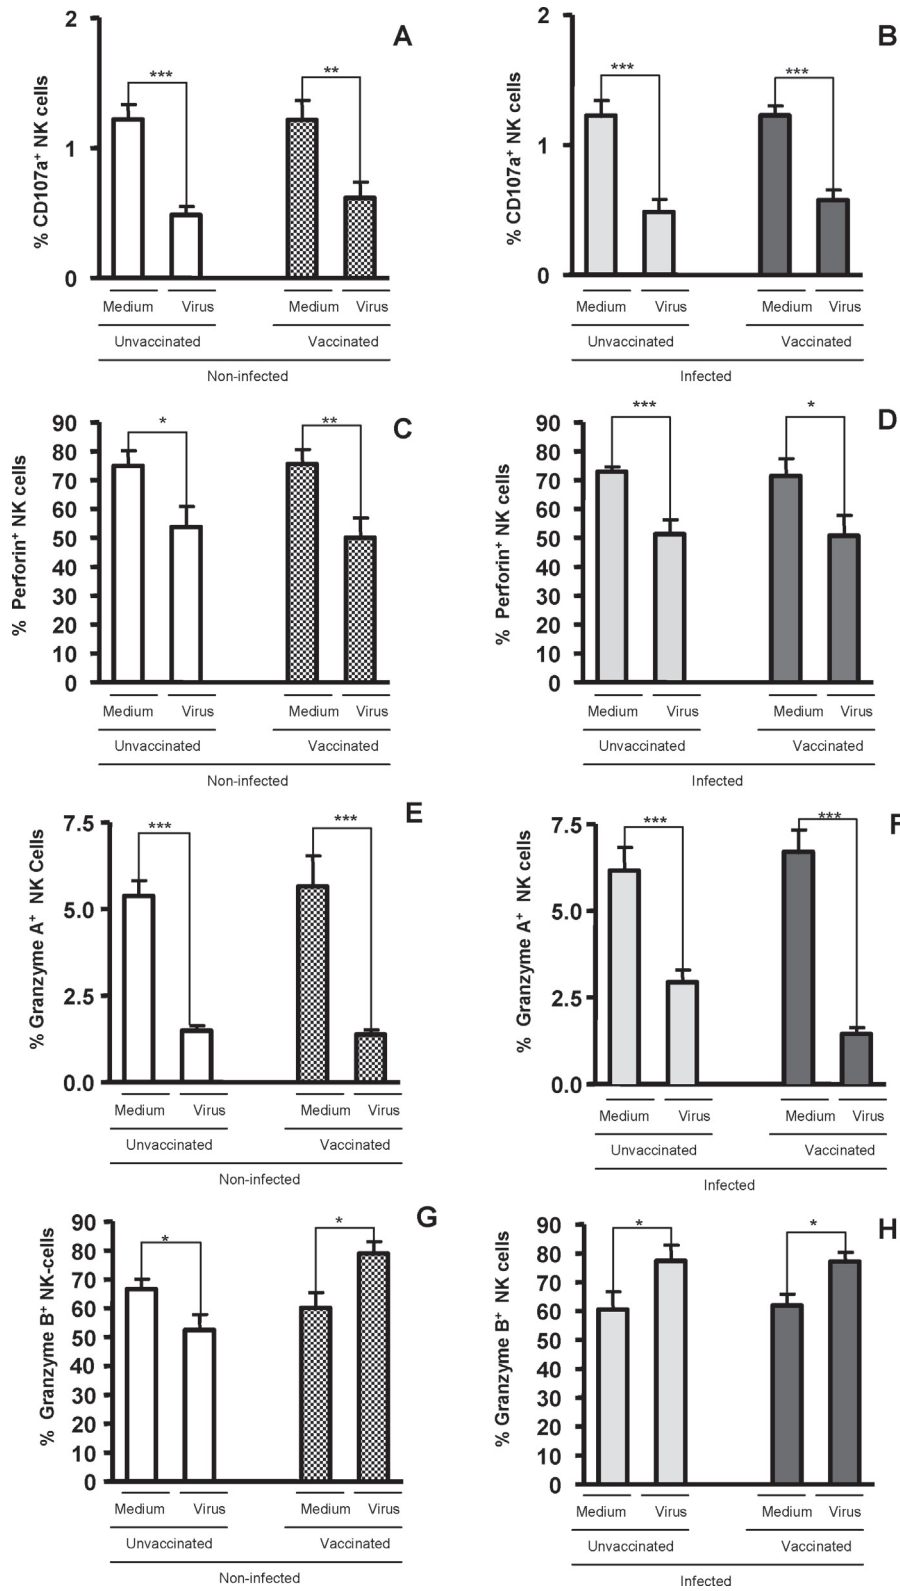 A
% CD107a⁺ NK cells
2
1
0
***
**
Medium Virus Medium Virus
Unvaccinated Vaccinated
Non-infected
B
% CD107a⁺ NK cells
2
1
0
***
***
Medium Virus Medium Virus
Unvaccinated Vaccinated
Infected
C
% Perforin⁺ NK cells
90
80
70
60
50
40
30
20
10
0
*
**
Medium Virus Medium Virus
Unvaccinated Vaccinated
Non-infected
D
% Perforin⁺ NK cells
90
80
70
60
50
40
30
20
10
0
***
*
Medium Virus Medium Virus
Unvaccinated Vaccinated
Infected
E
% Granzyme A⁺ NK Cells
7.5
5.0
2.5
0.0
***
***
Medium Virus Medium Virus
Unvaccinated Vaccinated
Non-infected
F
% Granzyme A⁺ NK cells
7.5
5.0
2.5
0.0
***
***
Medium Virus Medium Virus
Unvaccinated Vaccinated
Infected
G
% Granzyme B⁺ NK-cells
90
80
70
60
50
40
30
20
10
0
*
*
Medium Virus Medium Virus
Unvaccinated Vaccinated
Non-infected
H
% Granzyme B⁺ NK cells
90
80
70
60
50
40
30
20
10
0
*
*
Medium Virus Medium Virus
Unvaccinated Vaccinated
Infected